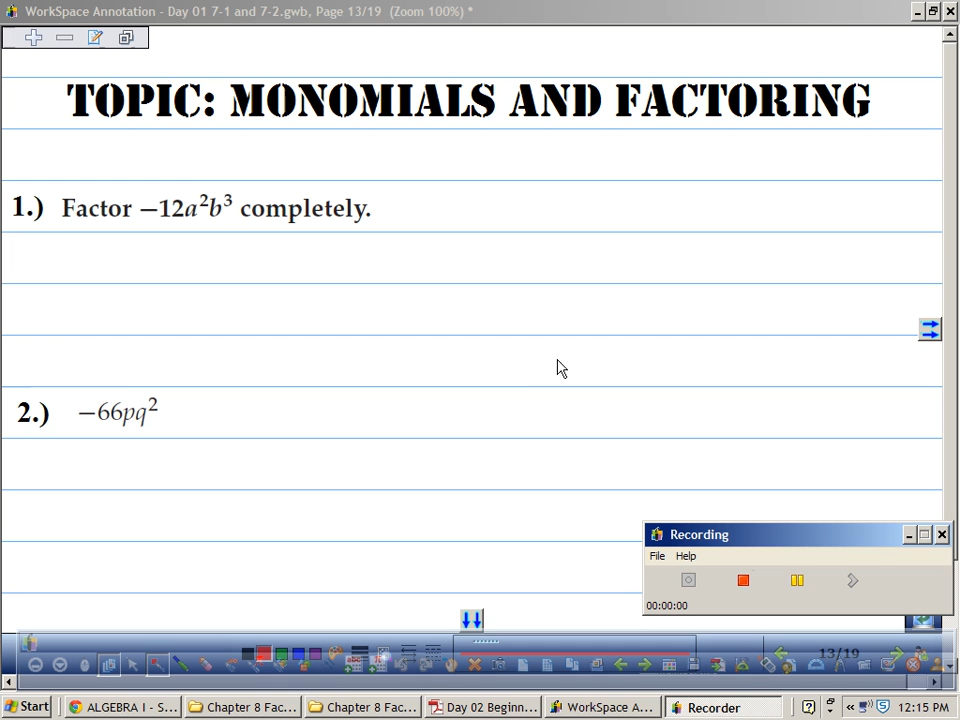 WorkSpace Annotation - Day 01 7-1 and 7-2.gwb, Page 13/19 (Zoom 100%) *
TOPIC: MONOMIALS AND FACTORING
1.) Factor −12a²b³ completely.
2.) −66pq²
Recording
File Help
00:00:00
13/19
Start
ALGEBRA I - S...
Chapter 8 Fac...
Chapter 8 Fac...
Day 02 Beginn...
WorkSpace A...
Recorder
12:15 PM